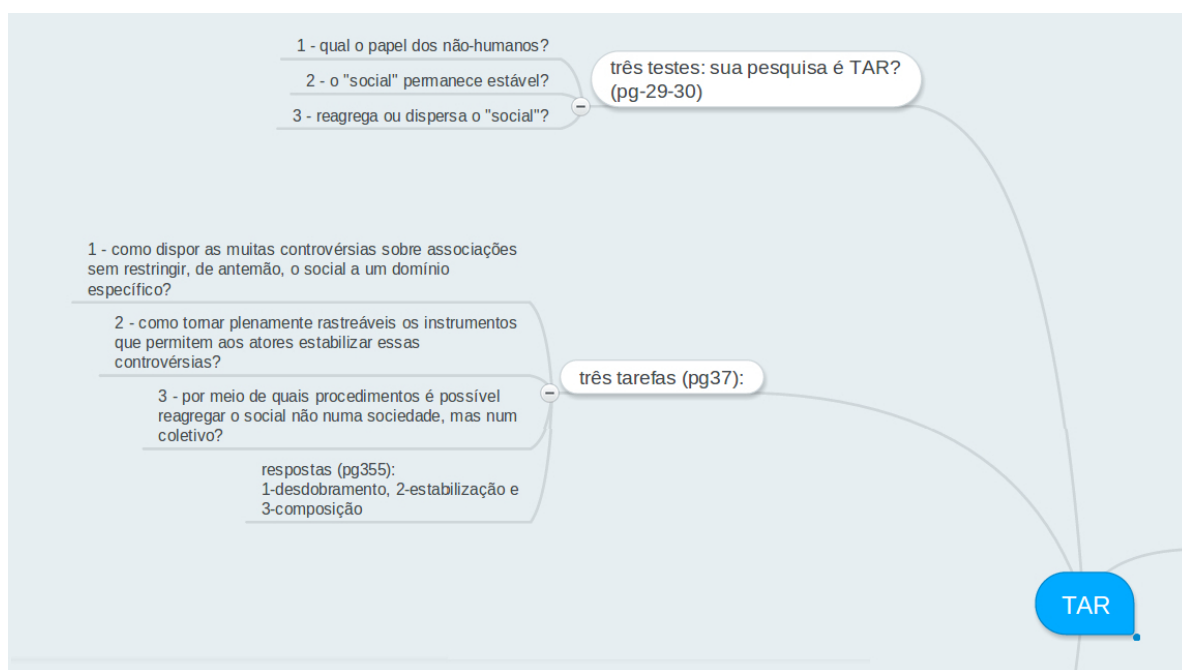 1 - qual o papel dos não-humanos?
2 - o "social" permanece estável?
3 - reagrega ou dispersa o "social"?
três testes: sua pesquisa é TAR?
(pg-29-30)
1 - como dispor as muitas controvérsias sobre associações
sem restringir, de antemão, o social a um domínio
específico?
2 - como tornar plenamente rastreáveis os instrumentos
que permitem aos atores estabilizar essas
controvérsias?
3 - por meio de quais procedimentos é possível
reagregar o social não numa sociedade, mas num
coletivo?
respostas (pg355):
1-desdobramento, 2-estabilização e
3-composição
três tarefas (pg37):
TAR